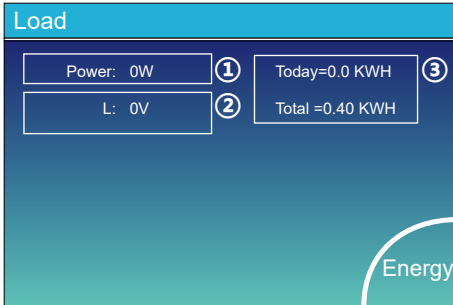 Load
Power: 0W
①
L: 0V
②
Today=0.0 KWH
③
Total =0.40 KWH
Energy